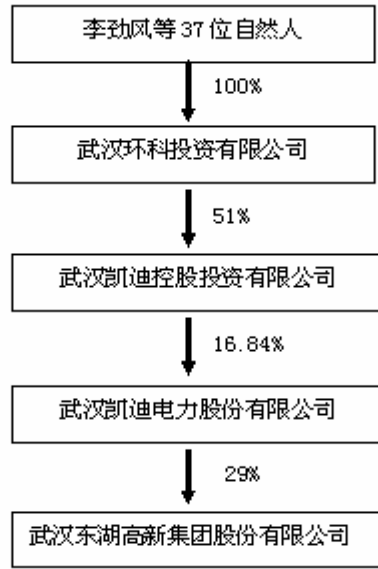 李劲风等 37 位自然人
100%
武汉环科投资有限公司
51%
武汉凯迪控股投资有限公司
16.84%
武汉凯迪电力股份有限公司
29%
武汉东湖高新集团股份有限公司